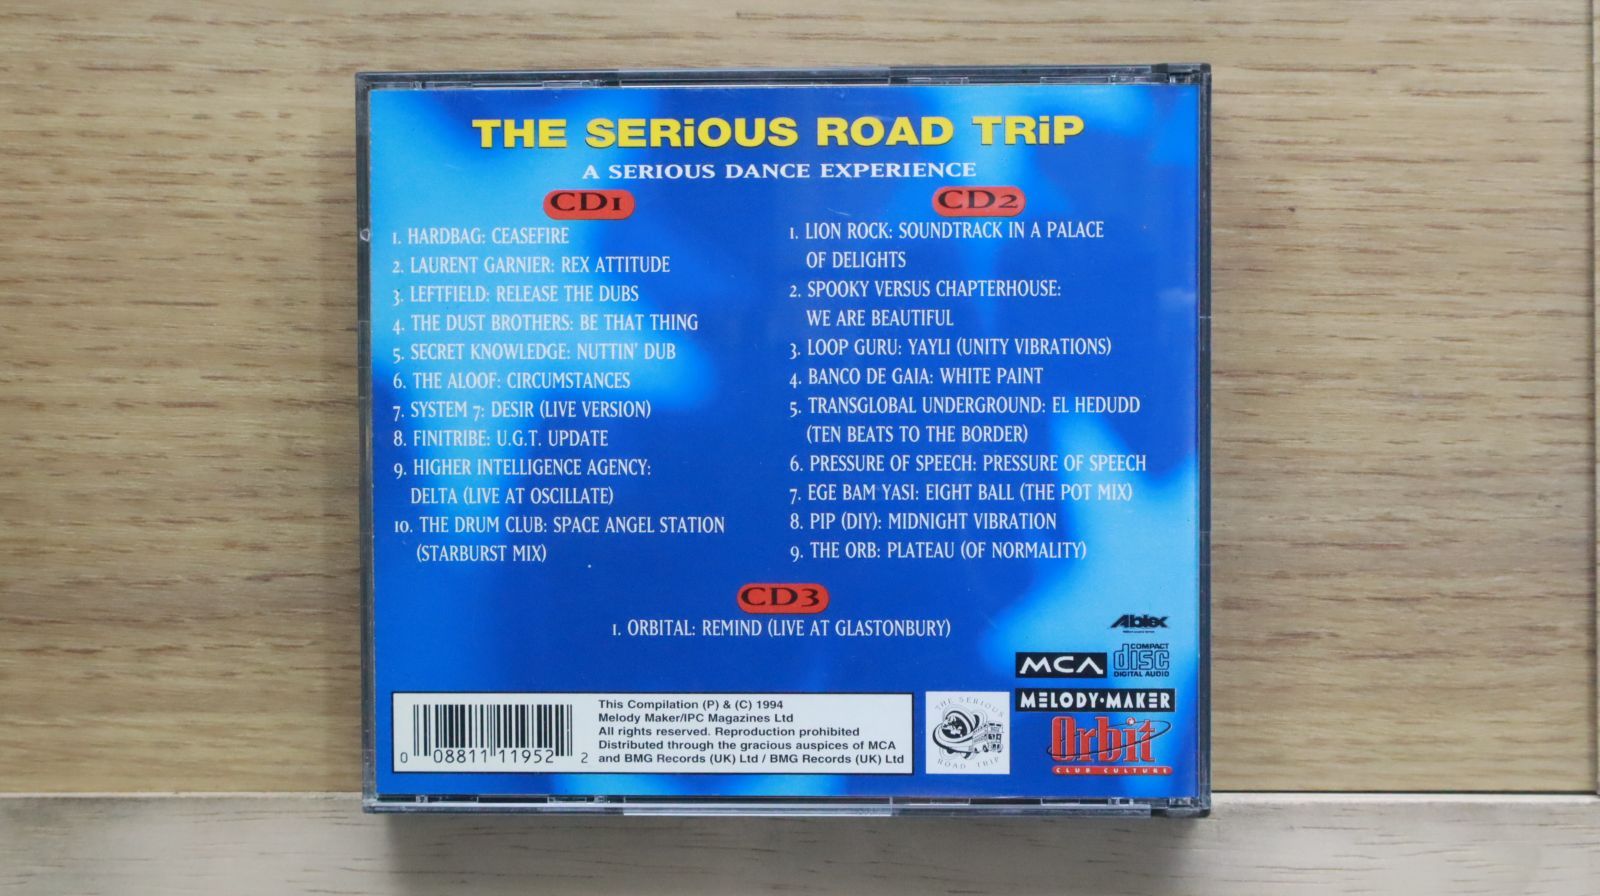 THE SERiOUS ROAD TRiP
A SERIOUS DANCE EXPERIENCE
CD1
1. HARDBAG: CEASEFIRE
2. LAURENT GARNIER: REX ATTITUDE
3. LEFTFIELD: RELEASE THE DUBS
4. THE DUST BROTHERS: BE THAT THING
5. SECRET KNOWLEDGE: NUTTIN' DUB
6. THE ALOOF: CIRCUMSTANCES
7. SYSTEM 7: DESIR (LIVE VERSION)
8. FINITRIBE: U.G.T. UPDATE
9. HIGHER INTELLIGENCE AGENCY:
DELTA (LIVE AT OSCILLATE)
10. THE DRUM CLUB: SPACE ANGEL STATION
(STARBURST MIX)
CD2
1. LION ROCK: SOUNDTRACK IN A PALACE
OF DELIGHTS
2. SPOOKY VERSUS CHAPTERHOUSE:
WE ARE BEAUTIFUL
3. LOOP GURU: YAYLI (UNITY VIBRATIONS)
4. BANCO DE GAIA: WHITE PAINT
5. TRANSGLOBAL UNDERGROUND: EL HEDUDD
(TEN BEATS TO THE BORDER)
6. PRESSURE OF SPEECH: PRESSURE OF SPEECH
7. EGE BAM YASI: EIGHT BALL (THE POT MIX)
8. PIP (DIY): MIDNIGHT VIBRATION
9. THE ORB: PLATEAU (OF NORMALITY)
CD3
1. ORBITAL: REMIND (LIVE AT GLASTONBURY)
Ablex
MCA
COMPACT
disc
DIGITAL AUDIO
MELODY·MAKER
Orbit
CLUB CULTURE
THE SERIOUS
ROAD TRIP
0 08811 11952 2
This Compilation (P) & (C) 1994
Melody Maker/IPC Magazines Ltd
All rights reserved. Reproduction prohibited
Distributed through the gracious auspices of MCA
and BMG Records (UK) Ltd / BMG Records (UK) Ltd